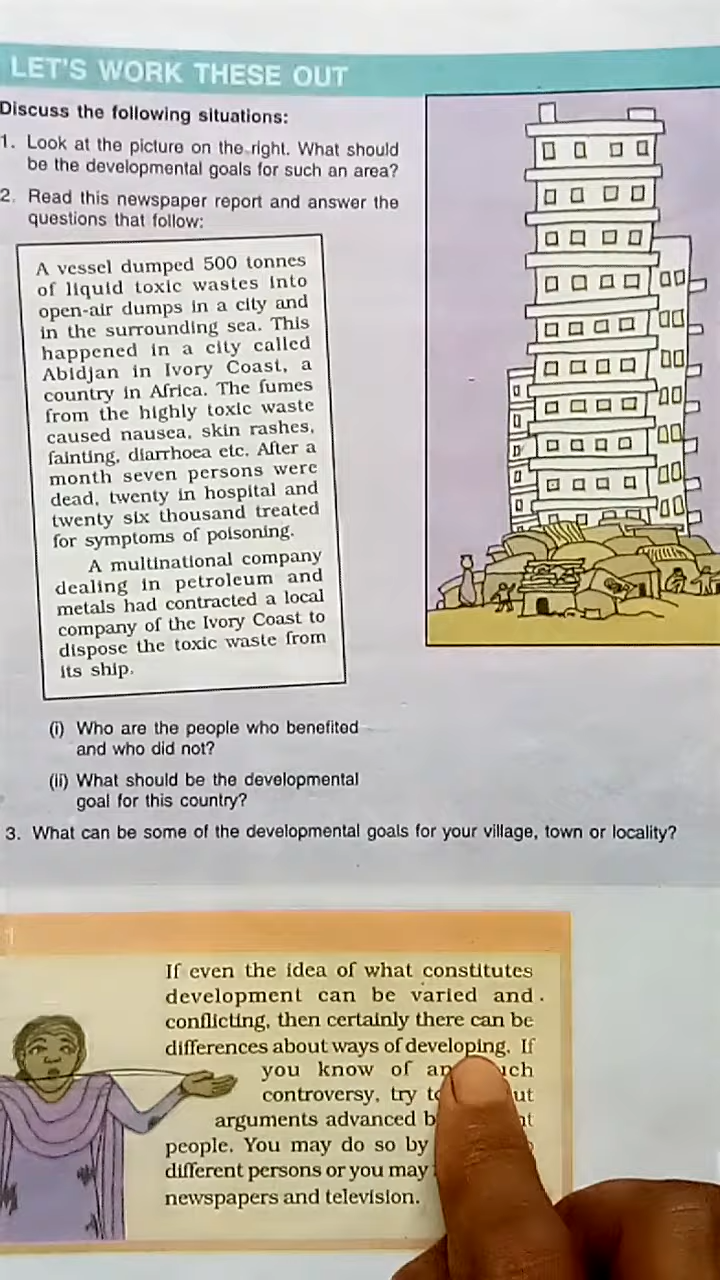 LET'S WORK THESE OUT
Discuss the following situations:
1. Look at the picture on the right. What should
be the developmental goals for such an area?
2. Read this newspaper report and answer the
questions that follow:
A vessel dumped 500 tonnes
of liquid toxic wastes into
open-air dumps in a city and
in the surrounding sea. This
happened in a city called
Abidjan in Ivory Coast, a
country in Africa. The fumes
from the highly toxic waste
caused nausea, skin rashes,
fainting, diarrhoea etc. After a
month seven persons were
dead, twenty in hospital and
twenty six thousand treated
for symptoms of poisoning.
A multinational company
dealing in petroleum and
metals had contracted a local
company of the Ivory Coast to
dispose the toxic waste from
its ship.
(i) Who are the people who benefited
and who did not?
(ii) What should be the developmental
goal for this country?
3. What can be some of the developmental goals for your village, town or locality?
If even the idea of what constitutes
development can be varied and
conflicting, then certainly there can be
differences about ways of developing. If
you know of
controversy, try
arguments advanced
people. You may do so by
different persons or you may
newspapers and television.